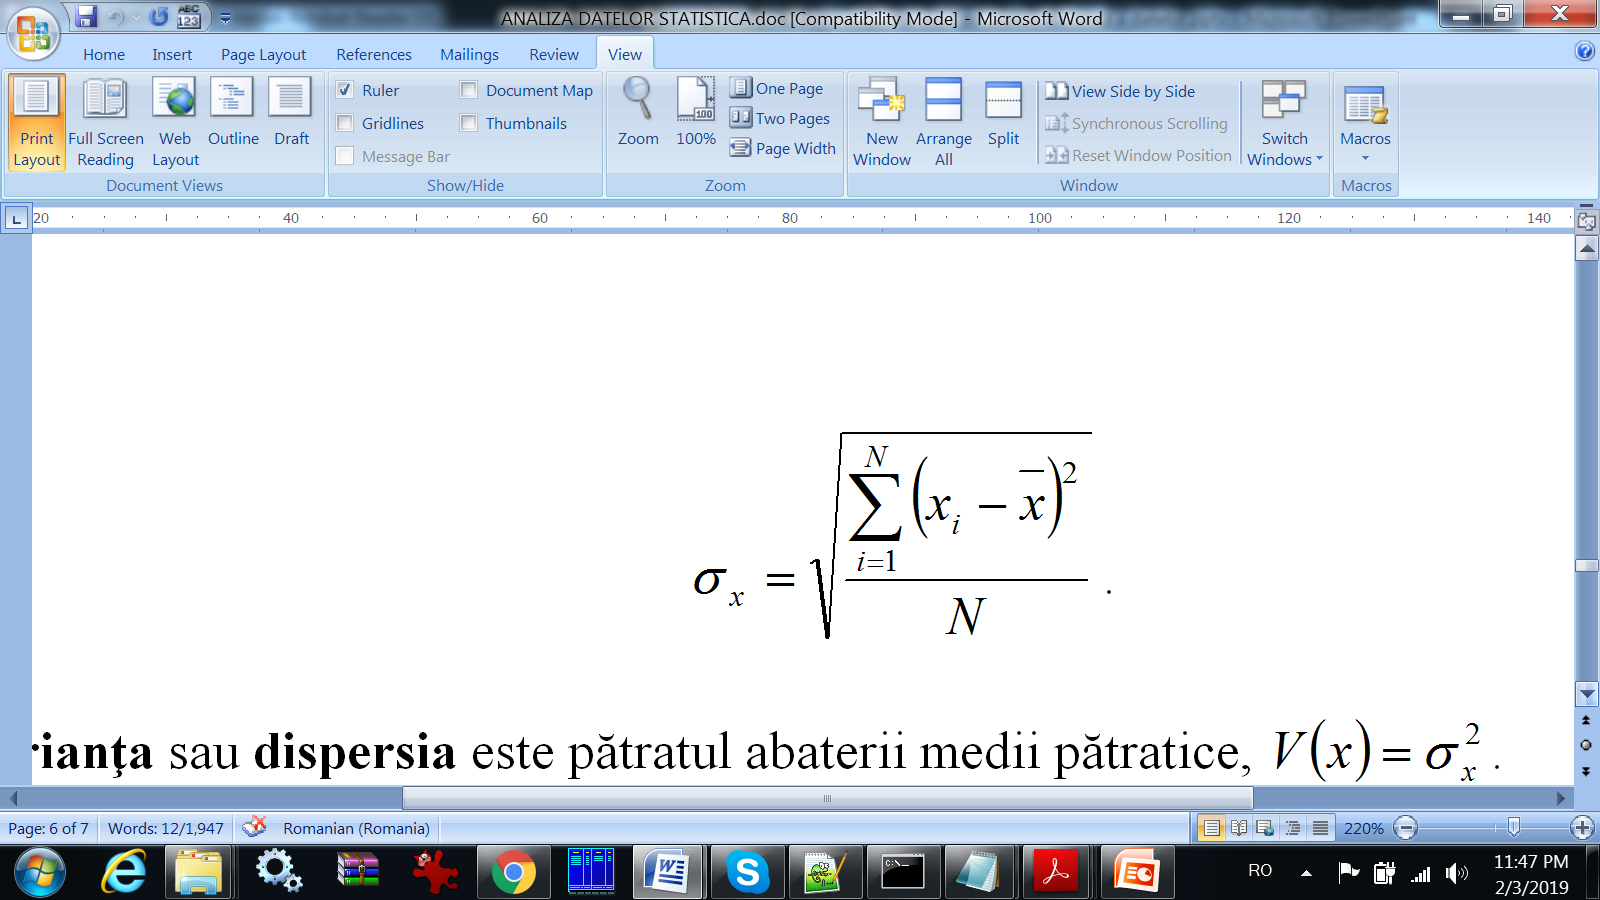 ANALIZA DATELOR STATISTICA.doc [Compatibility Mode] - Microsoft Word
Home Insert Page Layout References Mailings Review View
Ruler Document Map One Page View Side by Side
Gridlines Thumbnails Two Pages Synchronous Scrolling
Message Bar Page Width Reset Window Position
Print Layout Full Screen Reading Web Layout Outline Draft Zoom 100% New Window Arrange All Split Switch Windows Macros
Document Views Show/Hide Zoom Window Macros
20 40 60 80 100 120 140
σ_x = √(∑_{i=1}^{N} (x_i − x̄)² / N) .
rianţa sau dispersia este pătratul abaterii medii pătratice, V(x) = σ_x² .
Page: 6 of 7 Words: 12/1,947 Romanian (Romania) 220%
RO 11:47 PM
2/3/2019